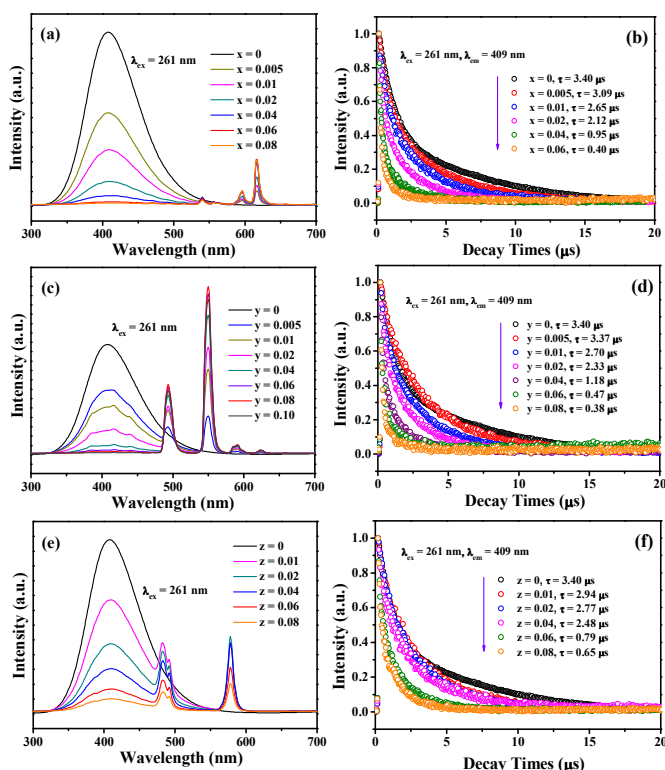 (a)
λex = 261 nm
x = 0
x = 0.005
x = 0.01
x = 0.02
x = 0.04
x = 0.06
x = 0.08
Intensity (a.u.)
300 400 500 600 700
Wavelength (nm)
(b)
λex = 261 nm, λem = 409 nm
x = 0, τ = 3.40 μs
x = 0.005, τ = 3.09 μs
x = 0.01, τ = 2.65 μs
x = 0.02, τ = 2.12 μs
x = 0.04, τ = 0.95 μs
x = 0.06, τ = 0.40 μs
Intensity (a.u.)
1.0
0.8
0.6
0.4
0.2
0.0
0 5 10 15 20
Decay Times (μs)
(c)
λex = 261 nm
y = 0
y = 0.005
y = 0.01
y = 0.02
y = 0.04
y = 0.06
y = 0.08
y = 0.10
Intensity (a.u.)
300 400 500 600 700
Wavelength (nm)
(d)
λex = 261 nm, λem = 409 nm
y = 0, τ = 3.40 μs
y = 0.005, τ = 3.37 μs
y = 0.01, τ = 2.70 μs
y = 0.02, τ = 2.33 μs
y = 0.04, τ = 1.18 μs
y = 0.06, τ = 0.47 μs
y = 0.08, τ = 0.38 μs
Intensity (a.u.)
1.0
0.8
0.6
0.4
0.2
0.0
0 5 10 15 20
Decay Times (μs)
(e)
λex = 261 nm
z = 0
z = 0.01
z = 0.02
z = 0.04
z = 0.06
z = 0.08
Intensity (a.u.)
300 400 500 600 700
Wavelength (nm)
(f)
λex = 261 nm, λem = 409 nm
z = 0, τ = 3.40 μs
z = 0.01, τ = 2.94 μs
z = 0.02, τ = 2.77 μs
z = 0.04, τ = 2.48 μs
z = 0.06, τ = 0.79 μs
z = 0.08, τ = 0.65 μs
Intensity (a.u.)
1.0
0.8
0.6
0.4
0.2
0.0
0 5 10 15 20
Decay Times (μs)